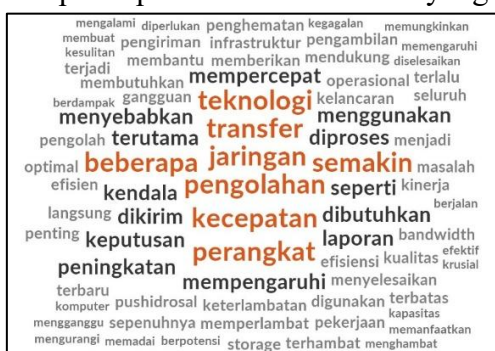 mengalami diperlukan penghematan kegagalan memungkinkan
membuat pengiriman infrastruktur pengambilan memengaruhi
kesulitan membantu memberikan mendukung diselesaikan
terjadi membutuhkan mempercepat operasional terlalu
berdampak gangguan teknologi kelancaran seluruh
menyebabkan transfer menggunakan
pengolah terutama diproses menjadi
optimal beberapa jaringan semakin masalah
efisien kendala pengolahan seperti kinerja
langsung dikirim kecepatan dibutuhkan berjalan
penting keputusan perangkat laporan bandwidth
peningkatan efisiensi kualitas efektif krusial
terbaru mempengaruhi menyelesaikan
komputer pushidrosal keterlambatan digunakan terbatas
kapasitas
mengganggu sepenuhnya memperlambat pekerjaan memanfaatkan
mengurangi memadai berpotensi storage terhambat menghambat